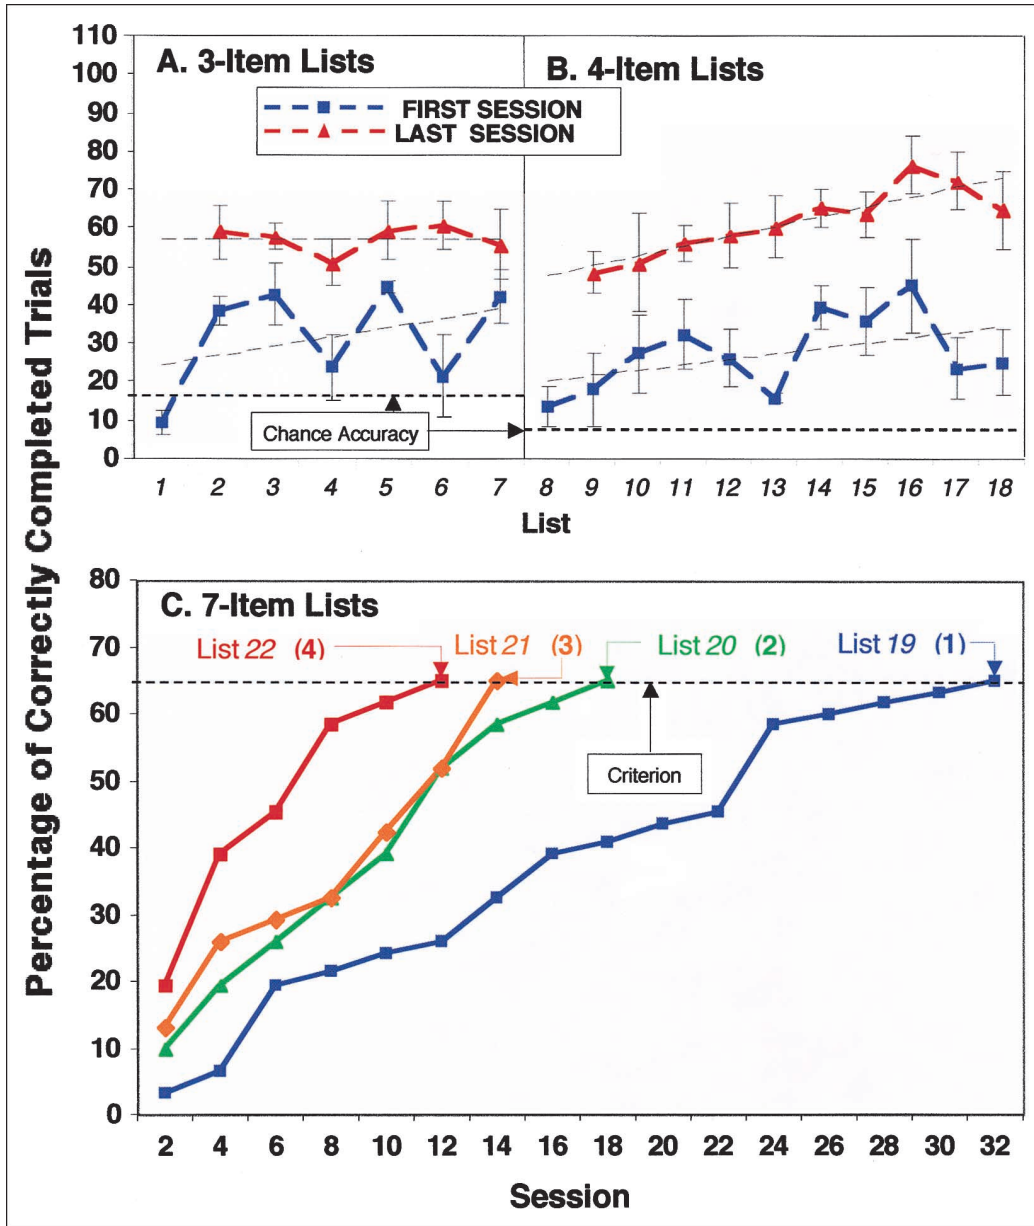 Percentage of Correctly Completed Trials
110
100
90
80
70
60
50
40
30
20
10
0
A. 3-Item Lists
B. 4-Item Lists
FIRST SESSION
LAST SESSION
Chance Accuracy
1 2 3 4 5 6 7 8 9 10 11 12 13 14 15 16 17 18
List
80
70
60
50
40
30
20
10
0
C. 7-Item Lists
List 22 (4) List 21 (3) List 20 (2) List 19 (1)
Criterion
2 4 6 8 10 12 14 16 18 20 22 24 26 28 30 32
Session